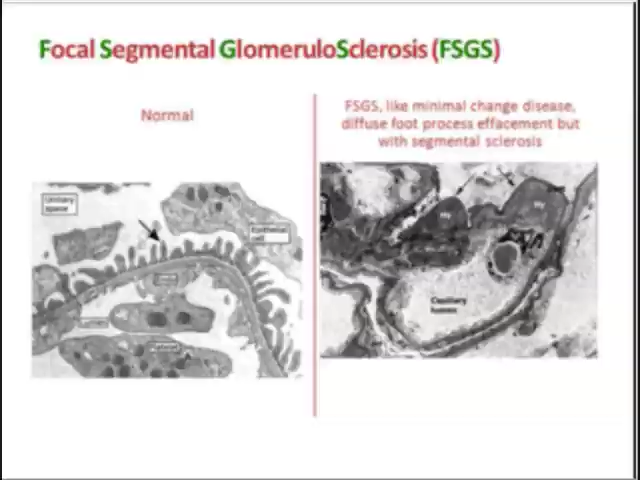 Focal Segmental GlomeruloSclerosis (FSGS)
Normal
FSGS, like minimal change disease,
diffuse foot process effacement but
with segmental sclerosis
Urinary
space
Epithelial
cell
Capillary
lumen